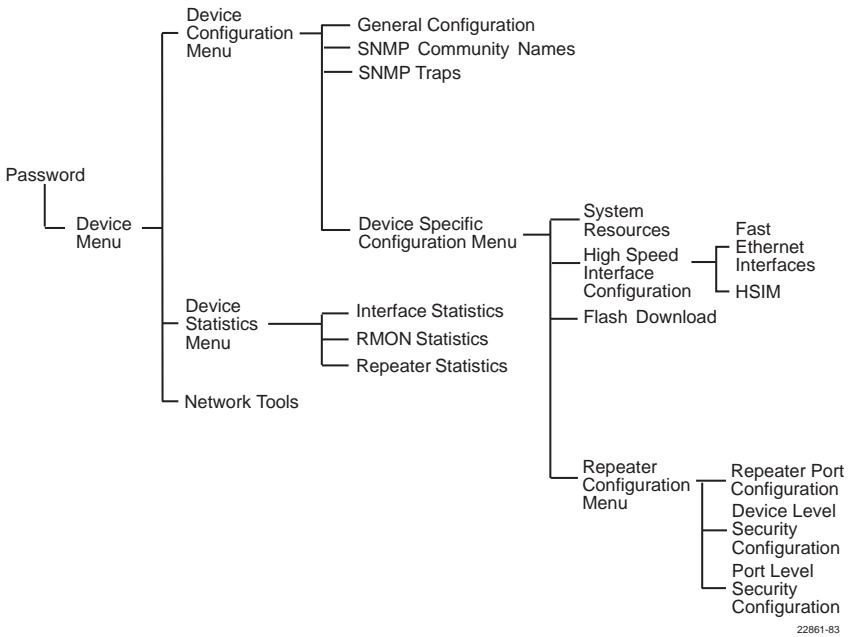 Password
Device
Menu
Device
Configuration
Menu
General Configuration
SNMP Community Names
SNMP Traps
Device Specific
Configuration Menu
System
Resources
High Speed
Interface
Configuration
Fast
Ethernet
Interfaces
HSIM
Flash Download
Repeater
Configuration
Menu
Repeater Port
Configuration
Device Level
Security
Configuration
Port Level
Security
Configuration
Device
Statistics
Menu
Interface Statistics
RMON Statistics
Repeater Statistics
Network Tools
22861-83